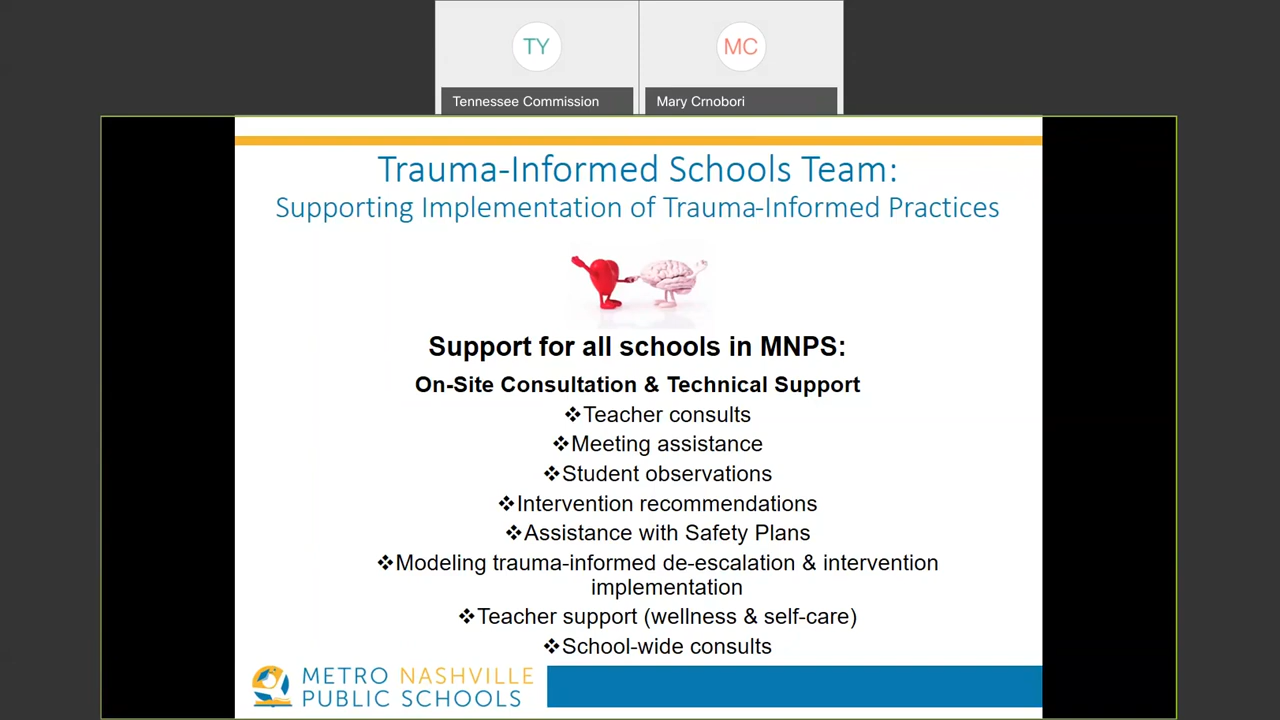 TY
MC
Tennessee Commission
Mary Crnobori
Trauma-Informed Schools Team:
Supporting Implementation of Trauma-Informed Practices
Support for all schools in MNPS:
On-Site Consultation & Technical Support
❖Teacher consults
❖Meeting assistance
❖Student observations
❖Intervention recommendations
❖Assistance with Safety Plans
❖Modeling trauma-informed de-escalation & intervention
implementation
❖Teacher support (wellness & self-care)
❖School-wide consults
METRO NASHVILLE
PUBLIC SCHOOLS